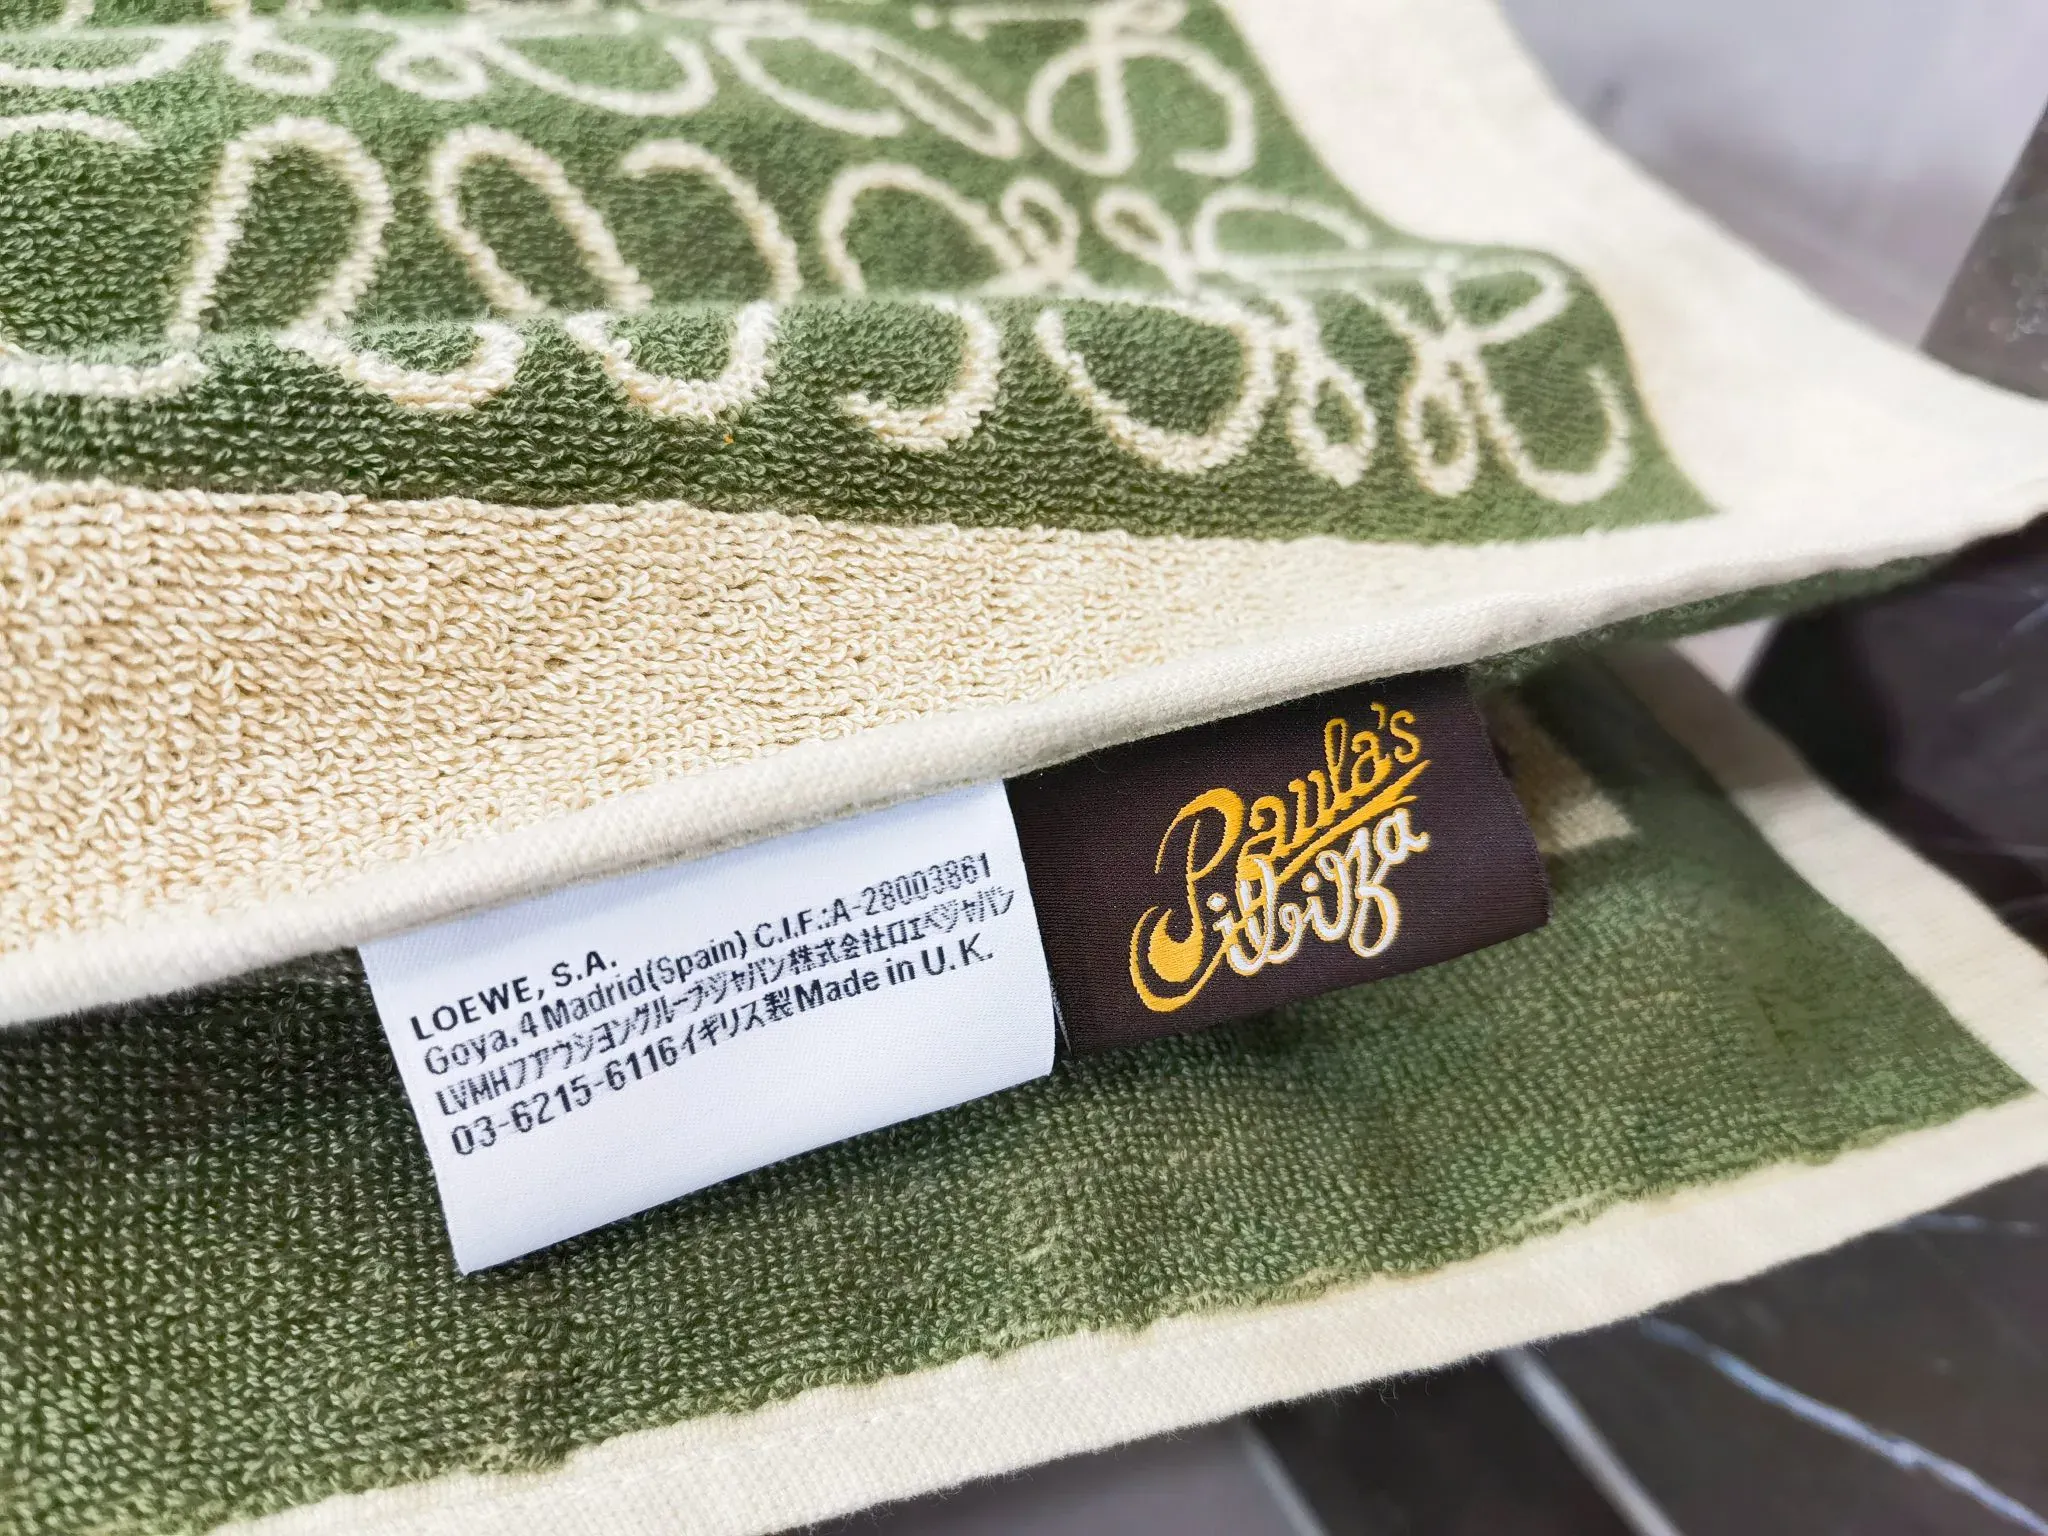 LOEWE, S.A.
Goya, 4 Madrid(Spain) C.I.F.:A-28003861
LVMHファウションググループジャパン株式会社ロエベジャパン
03-6215-6116イギリス製Made in U.K.
Paula's
ibiza